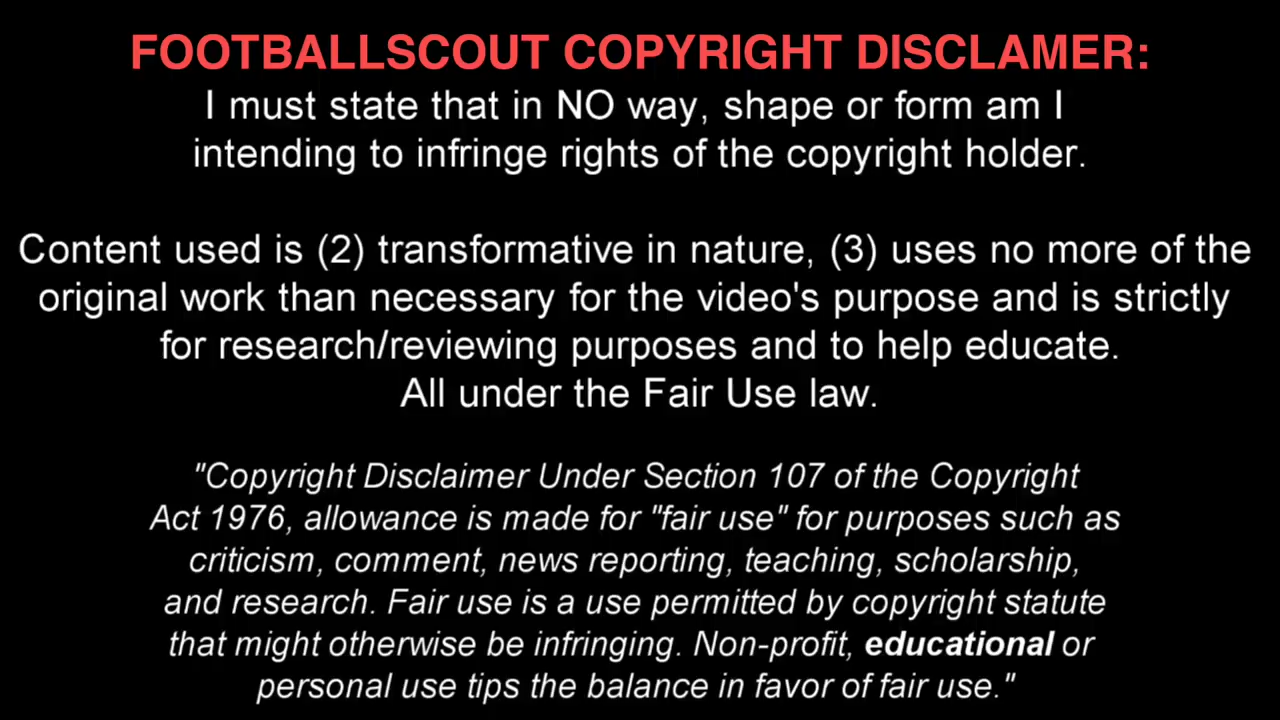 FOOTBALLSCOUT COPYRIGHT DISCLAMER:
I must state that in NO way, shape or form am I
intending to infringe rights of the copyright holder.
Content used is (2) transformative in nature, (3) uses no more of the
original work than necessary for the video's purpose and is strictly
for research/reviewing purposes and to help educate.
All under the Fair Use law.
"Copyright Disclaimer Under Section 107 of the Copyright
Act 1976, allowance is made for "fair use" for purposes such as
criticism, comment, news reporting, teaching, scholarship,
and research. Fair use is a use permitted by copyright statute
that might otherwise be infringing. Non-profit, educational or
personal use tips the balance in favor of fair use."